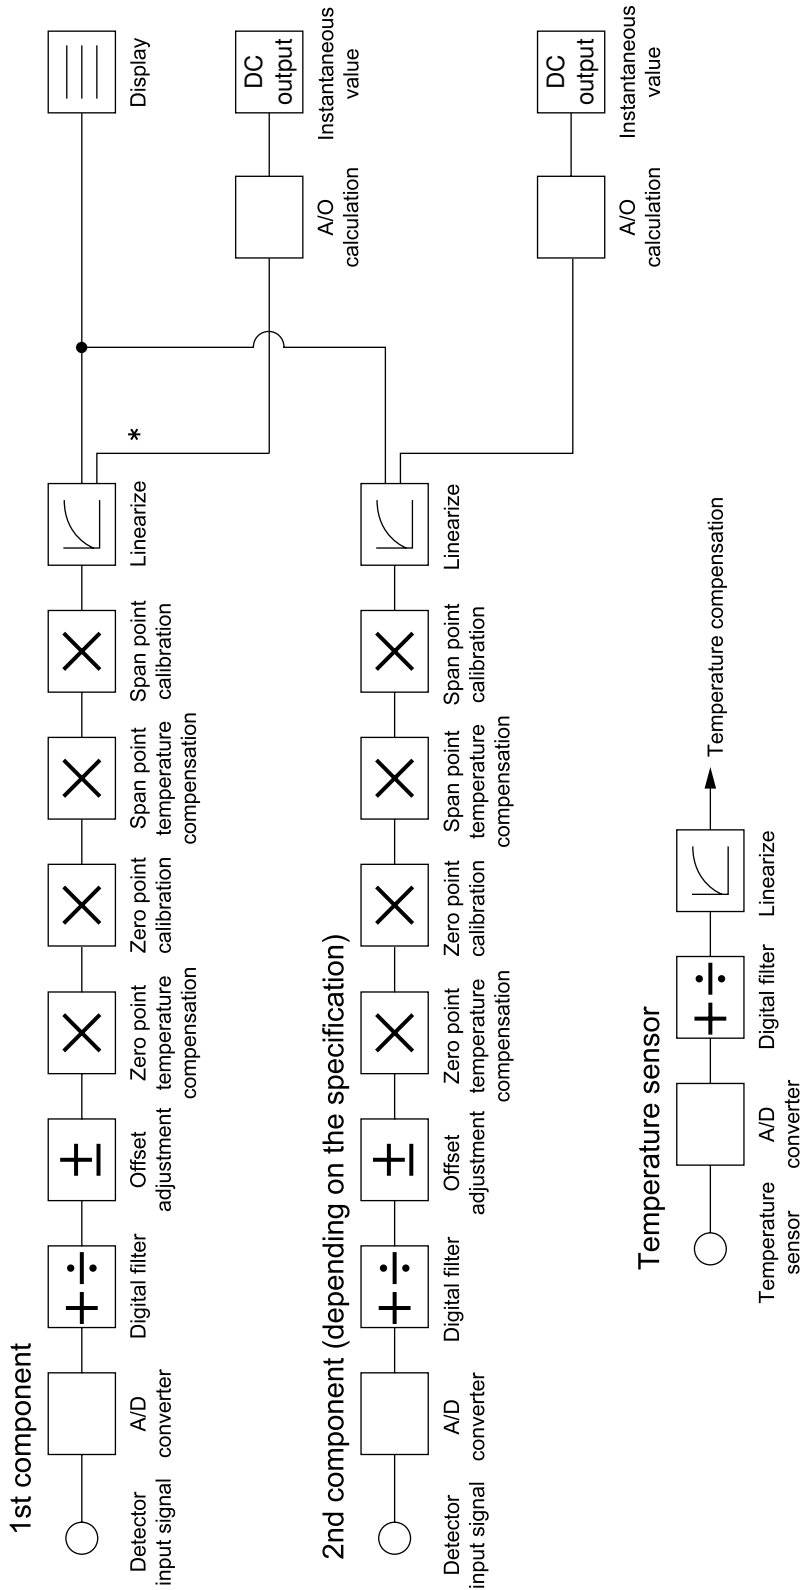 1st component
Detector
input signal
A/D
converter
Digital filter
Offset
adjustment
Zero point
temperature
compensation
Zero point
calibration
Span point
temperature
compensation
Span point
calibration
Linearize
*
Display
A/O
calculation
DC
output
Instantaneous
value
2nd component (depending on the specification)
Detector
input signal
A/D
converter
Digital filter
Offset
adjustment
Zero point
temperature
compensation
Zero point
calibration
Span point
temperature
compensation
Span point
calibration
Linearize
A/O
calculation
DC
output
Instantaneous
value
Temperature sensor
Temperature
sensor
A/D
converter
Digital filter
Linearize
Temperature compensation